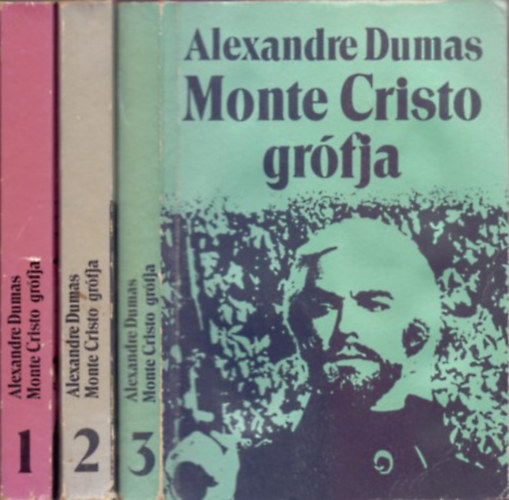 Alexandre Dumas
Monte Cristo grófja
1
Alexandre Dumas
Monte Cristo grófja
2
Alexandre Dumas
Monte Cristo grófja
3
Alexandre Dumas
Monte Cristo
grófja